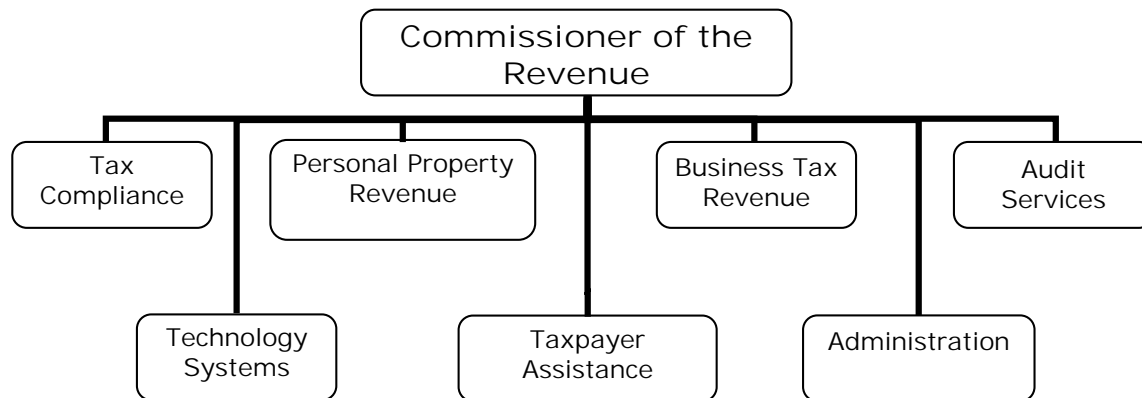 Commissioner of the
Revenue
Tax
Compliance
Personal Property
Revenue
Business Tax
Revenue
Audit
Services
Technology
Systems
Taxpayer
Assistance
Administration